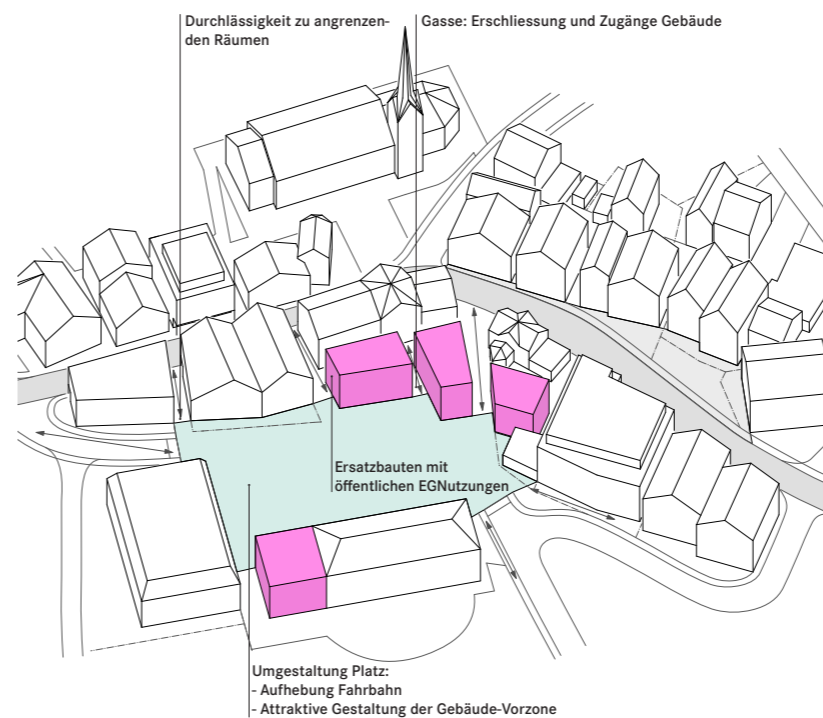 Durchlässigkeit zu angrenzen-
den Räumen
Gasse: Erschliessung und Zugänge Gebäude
Ersatzbauten mit
öffentlichen EGNutzungen
Umgestaltung Platz:
- Aufhebung Fahrbahn
- Attraktive Gestaltung der Gebäude-Vorzone